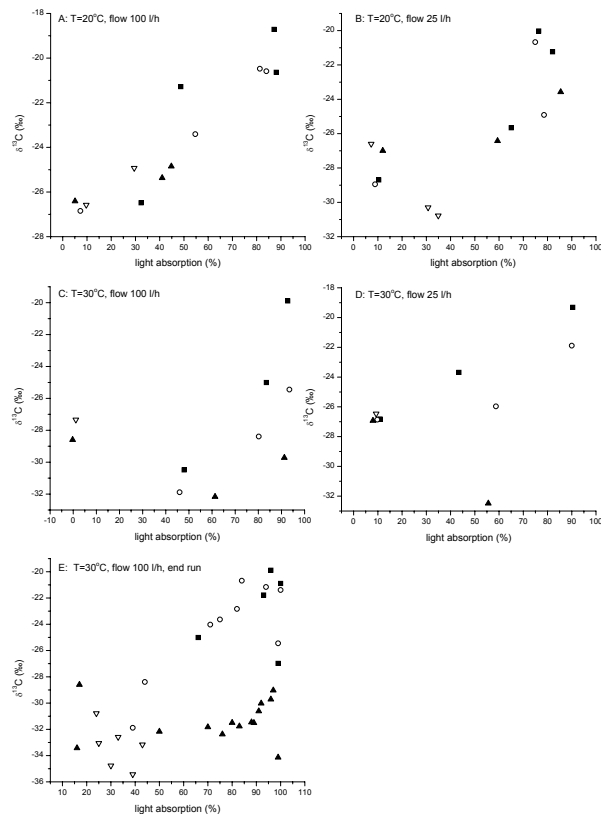 A: T=20°C, flow 100 l/h
-18
-20
-22
-24
-26
-28
δ¹³C (‰)
0 10 20 30 40 50 60 70 80 90 100
light absorption (%)
B: T=20°C, flow 25 l/h
-20
-22
-24
-26
-28
-30
-32
δ¹³C (‰)
0 10 20 30 40 50 60 70 80 90 100
light absorption (%)
C: T=30°C, flow 100 l/h
-20
-22
-24
-26
-28
-30
-32
δ¹³C (‰)
-10 0 10 20 30 40 50 60 70 80 90 100
light absorption (%)
D: T=30°C, flow 25 l/h
-18
-20
-22
-24
-26
-28
-30
-32
δ¹³C (‰)
0 10 20 30 40 50 60 70 80 90 100
light absorption (%)
E: T=30°C, flow 100 l/h, end run
-20
-22
-24
-26
-28
-30
-32
-34
-36
δ¹³C (‰)
10 20 30 40 50 60 70 80 90 100 110
light absorption (%)